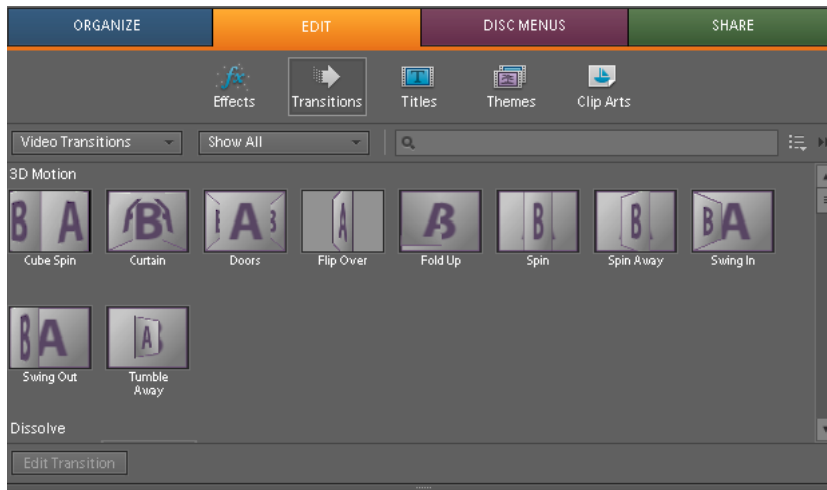 ORGANIZE EDIT DISC MENUS SHARE
Effects Transitions Titles Themes Clip Arts
Video Transitions Show All
3D Motion
Cube Spin Curtain Doors Flip Over Fold Up Spin Spin Away Swing In
Swing Out Tumble
Away
Dissolve
Edit Transition